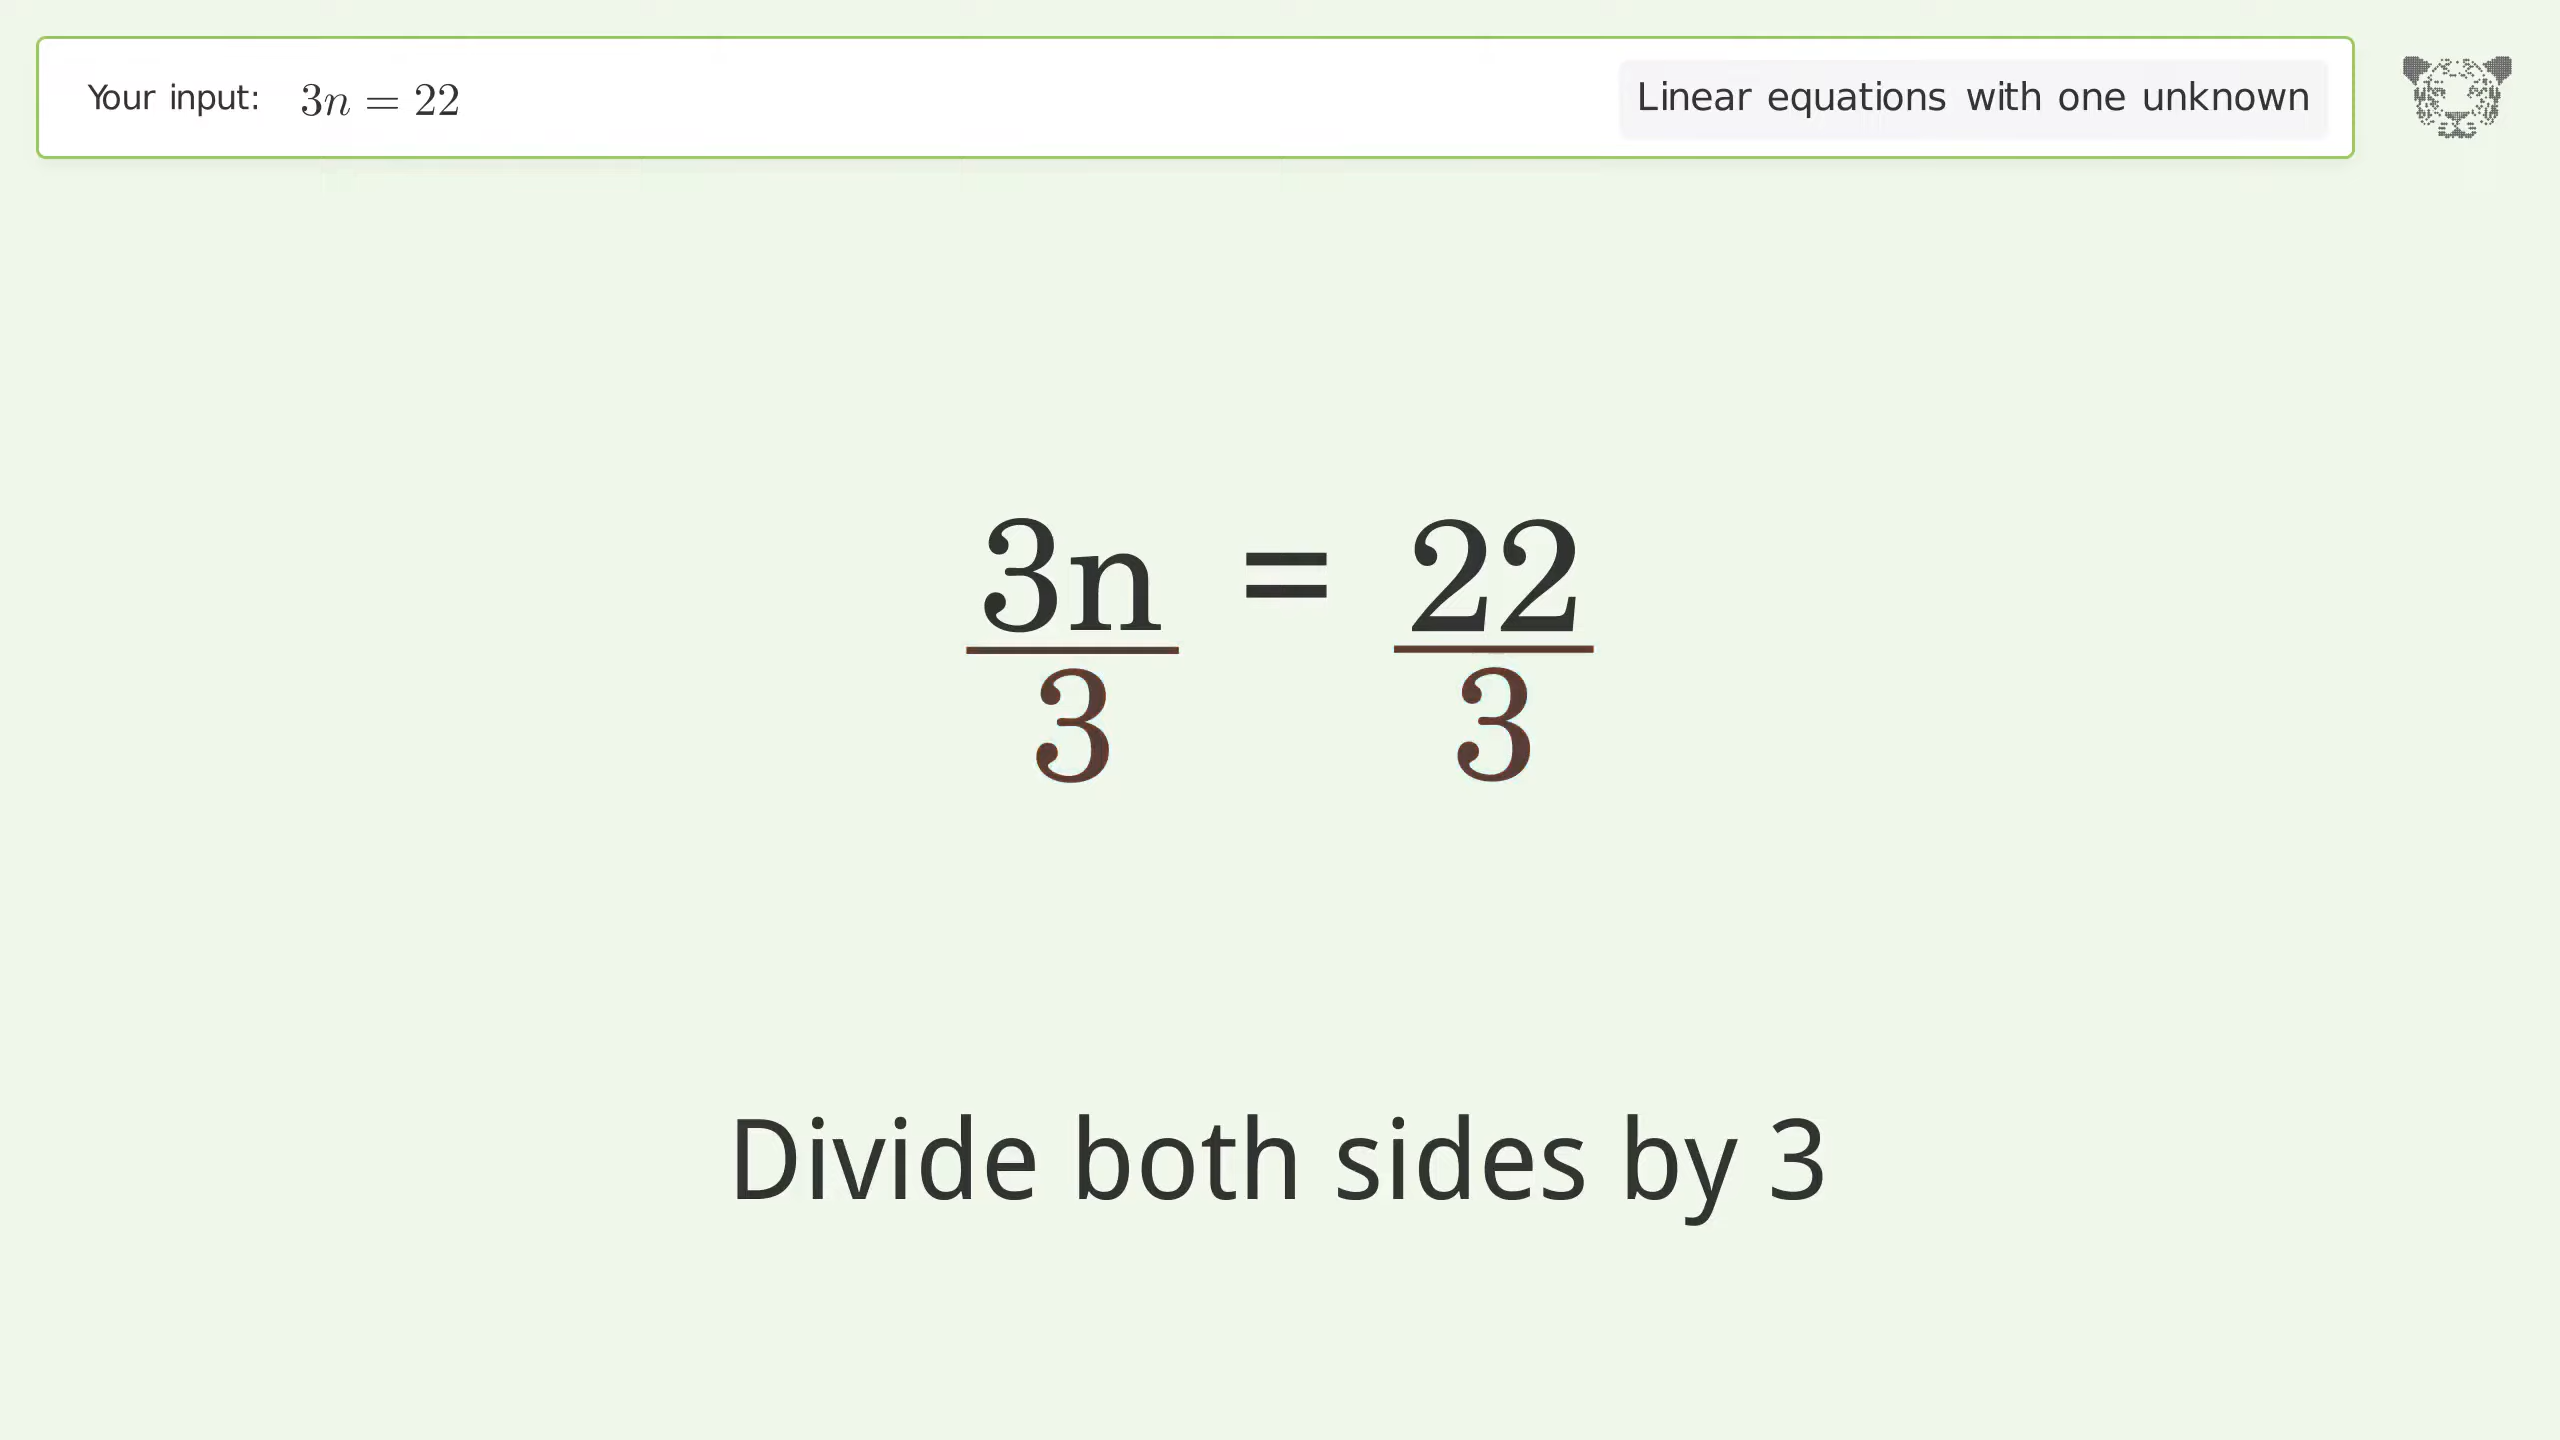 Your input: 3n = 22
Linear equations with one unknown
3n = 22
3 3
Divide both sides by 3